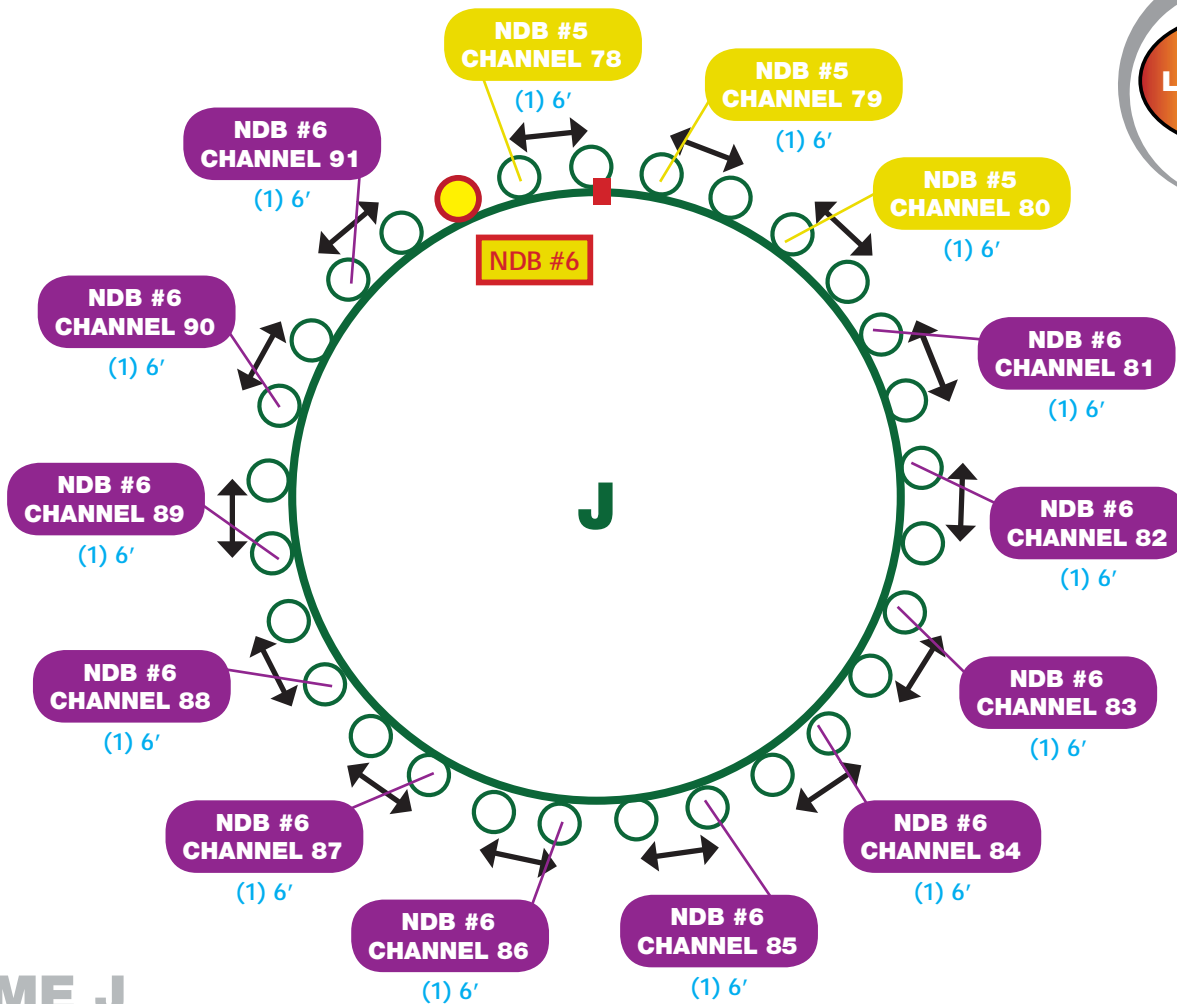 NDB #5
CHANNEL 78
(1) 6′
NDB #5
CHANNEL 79
(1) 6′
L
NDB #6
CHANNEL 91
(1) 6′
NDB #5
CHANNEL 80
(1) 6′
NDB #6
NDB #6
CHANNEL 90
(1) 6′
NDB #6
CHANNEL 81
(1) 6′
NDB #6
CHANNEL 89
(1) 6′
J
NDB #6
CHANNEL 82
(1) 6′
NDB #6
CHANNEL 88
(1) 6′
NDB #6
CHANNEL 83
(1) 6′
NDB #6
CHANNEL 87
(1) 6′
NDB #6
CHANNEL 84
(1) 6′
NDB #6
CHANNEL 86
(1) 6′
NDB #6
CHANNEL 85
(1) 6′
ME J